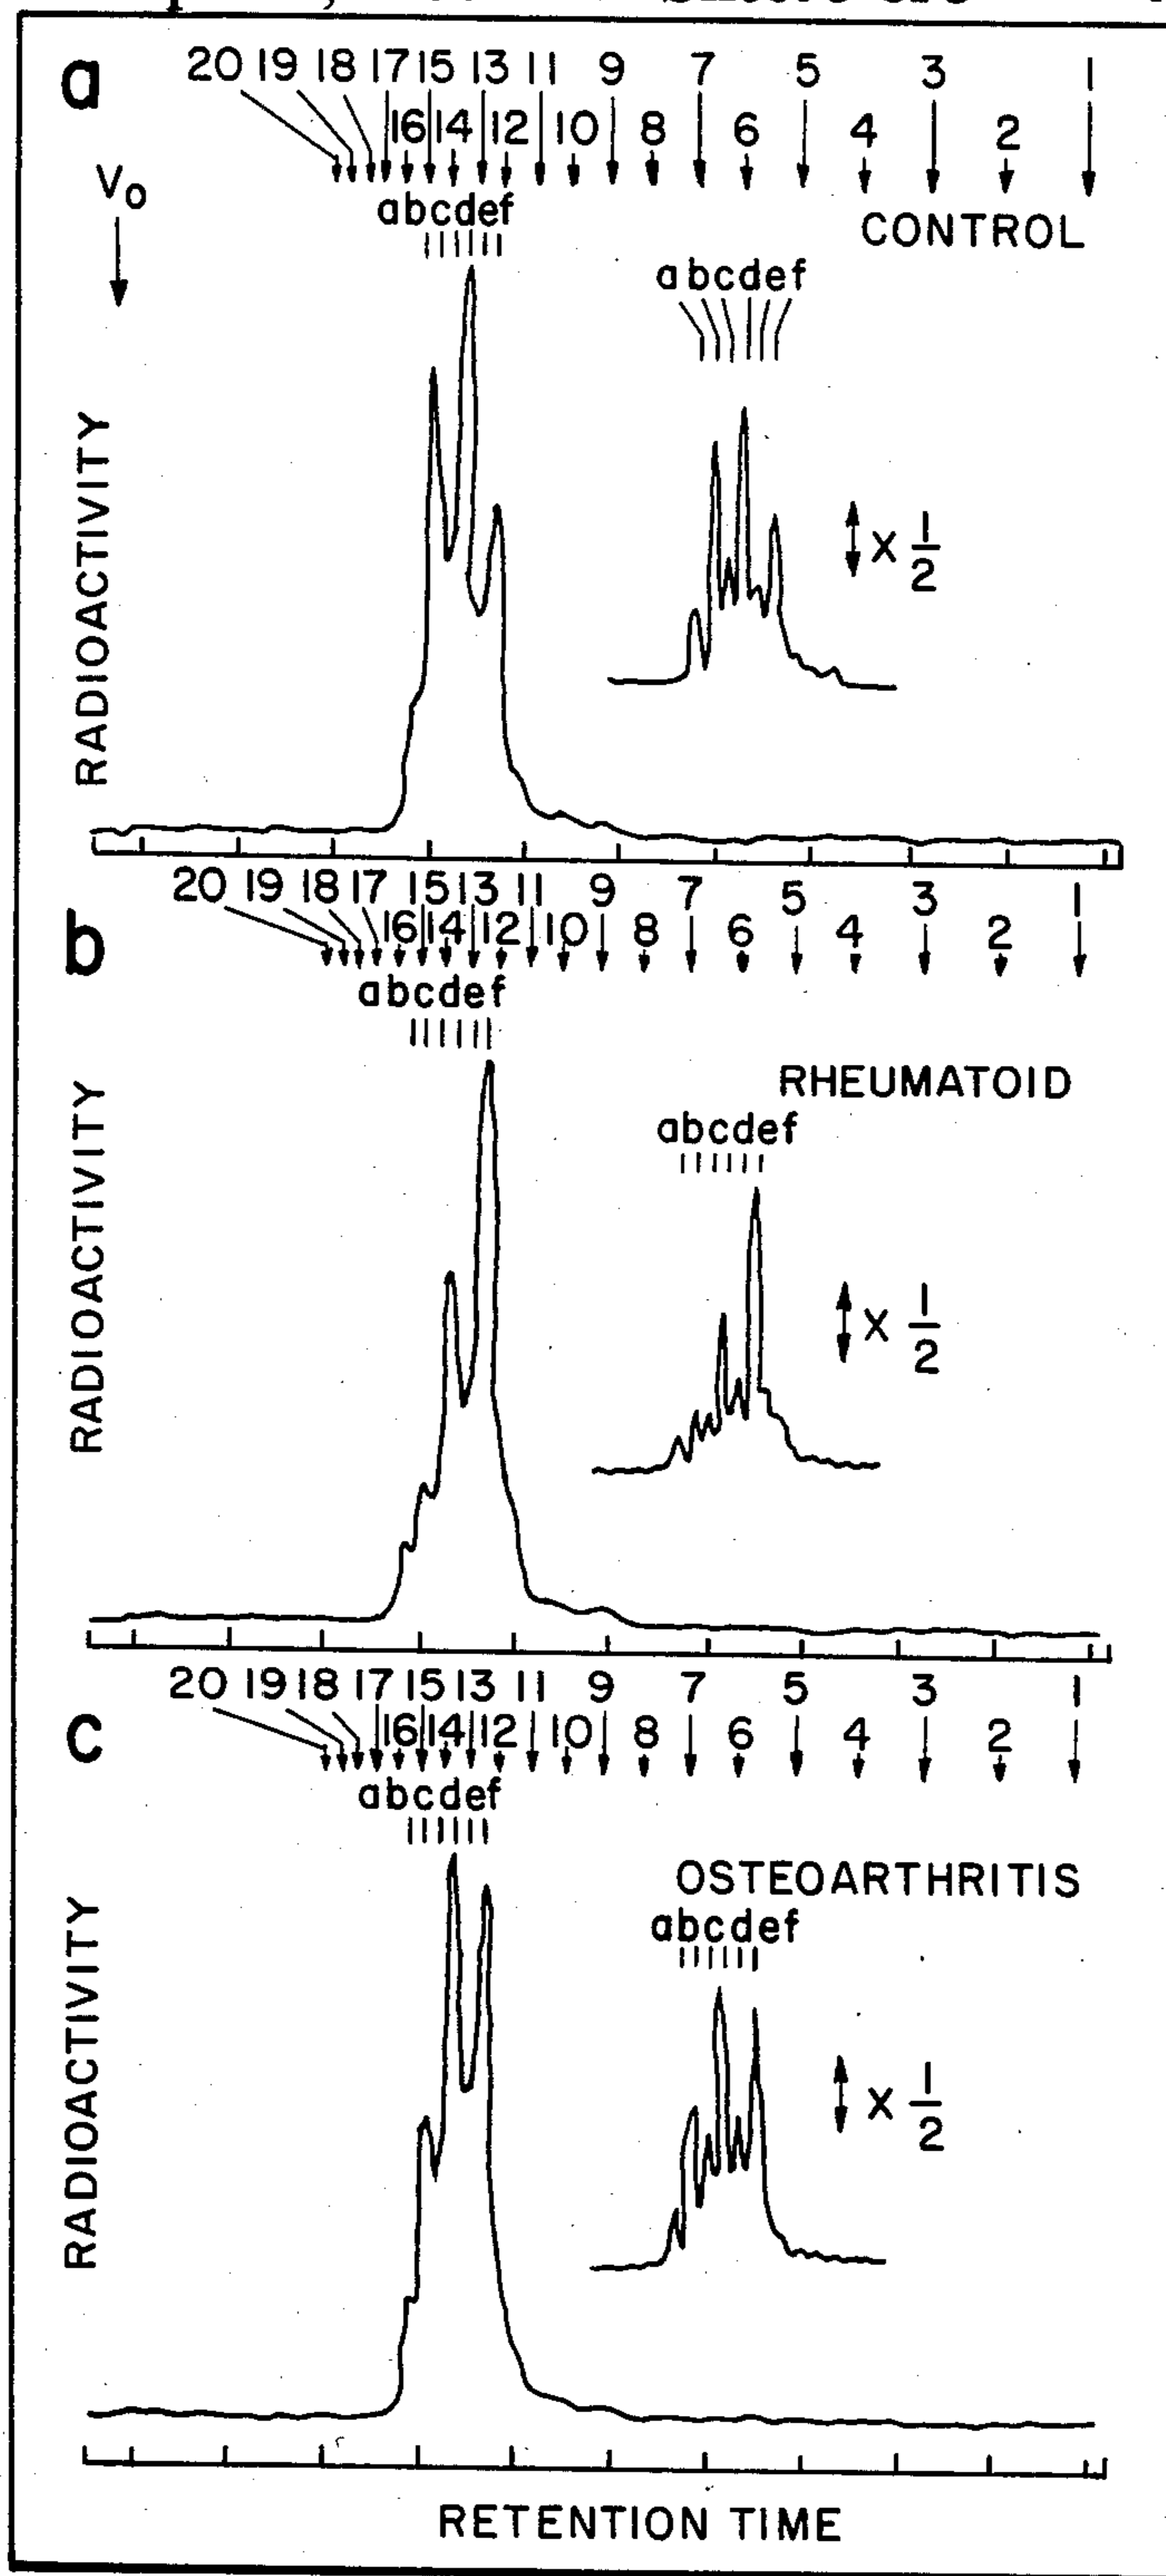 a
20 19 18 17 15 13 11 9 7 5 3 1
16 14 12 10 8 6 4 2
V₀
abcdef
CONTROL
abcdef
RADIOACTIVITY
x 1/2
b
20 19 18 17 15 13 11 9 7 5 3 1
16 14 12 10 8 6 4 2
abcdef
RHEUMATOID
abcdef
RADIOACTIVITY
x 1/2
c
20 19 18 17 15 13 11 9 7 5 3 1
16 14 12 10 8 6 4 2
abcdef
OSTEOARTHRITIS
abcdef
RADIOACTIVITY
x 1/2
RETENTION TIME